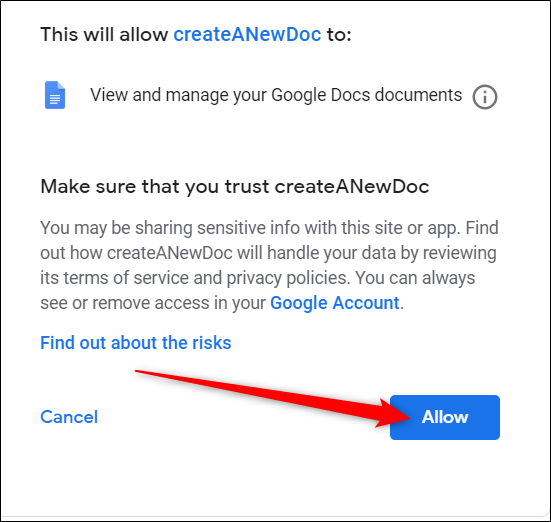 This will allow createANewDoc to:
View and manage your Google Docs documents
Make sure that you trust createANewDoc
You may be sharing sensitive info with this site or app. Find
out how createANewDoc will handle your data by reviewing
its terms of service and privacy policies. You can always
see or remove access in your Google Account.
Find out about the risks
Cancel
Allow